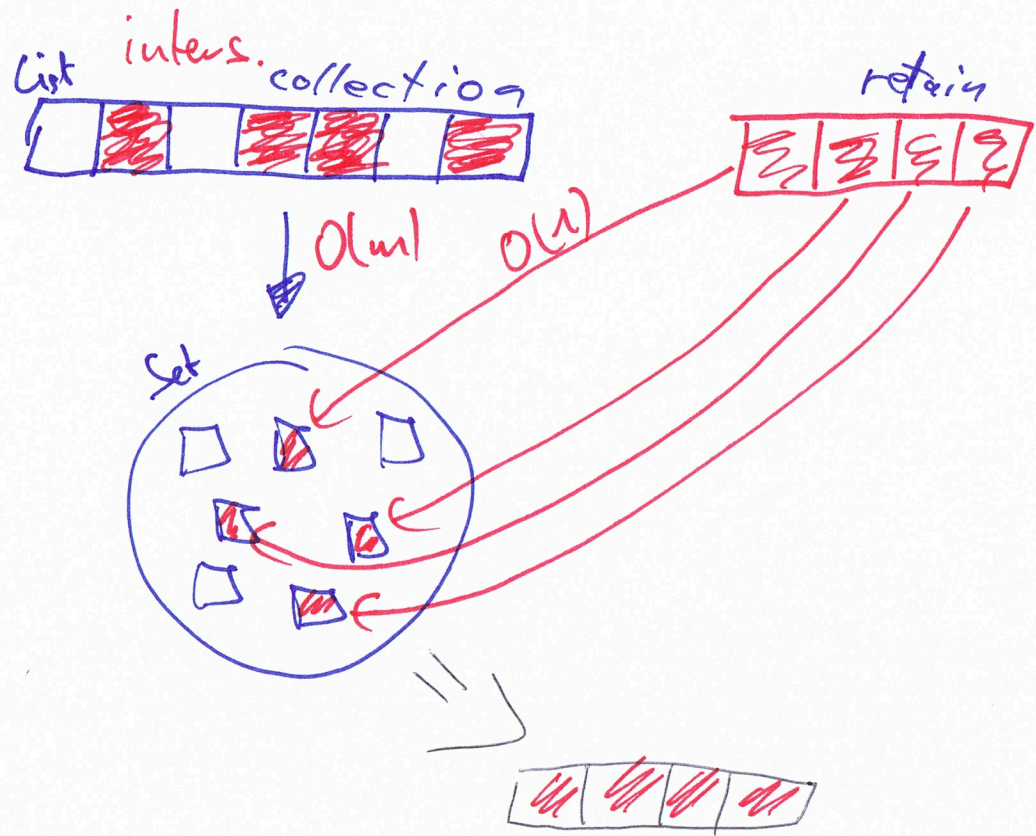 inters.
List
collection
retain
O(m)
O(1)
Set